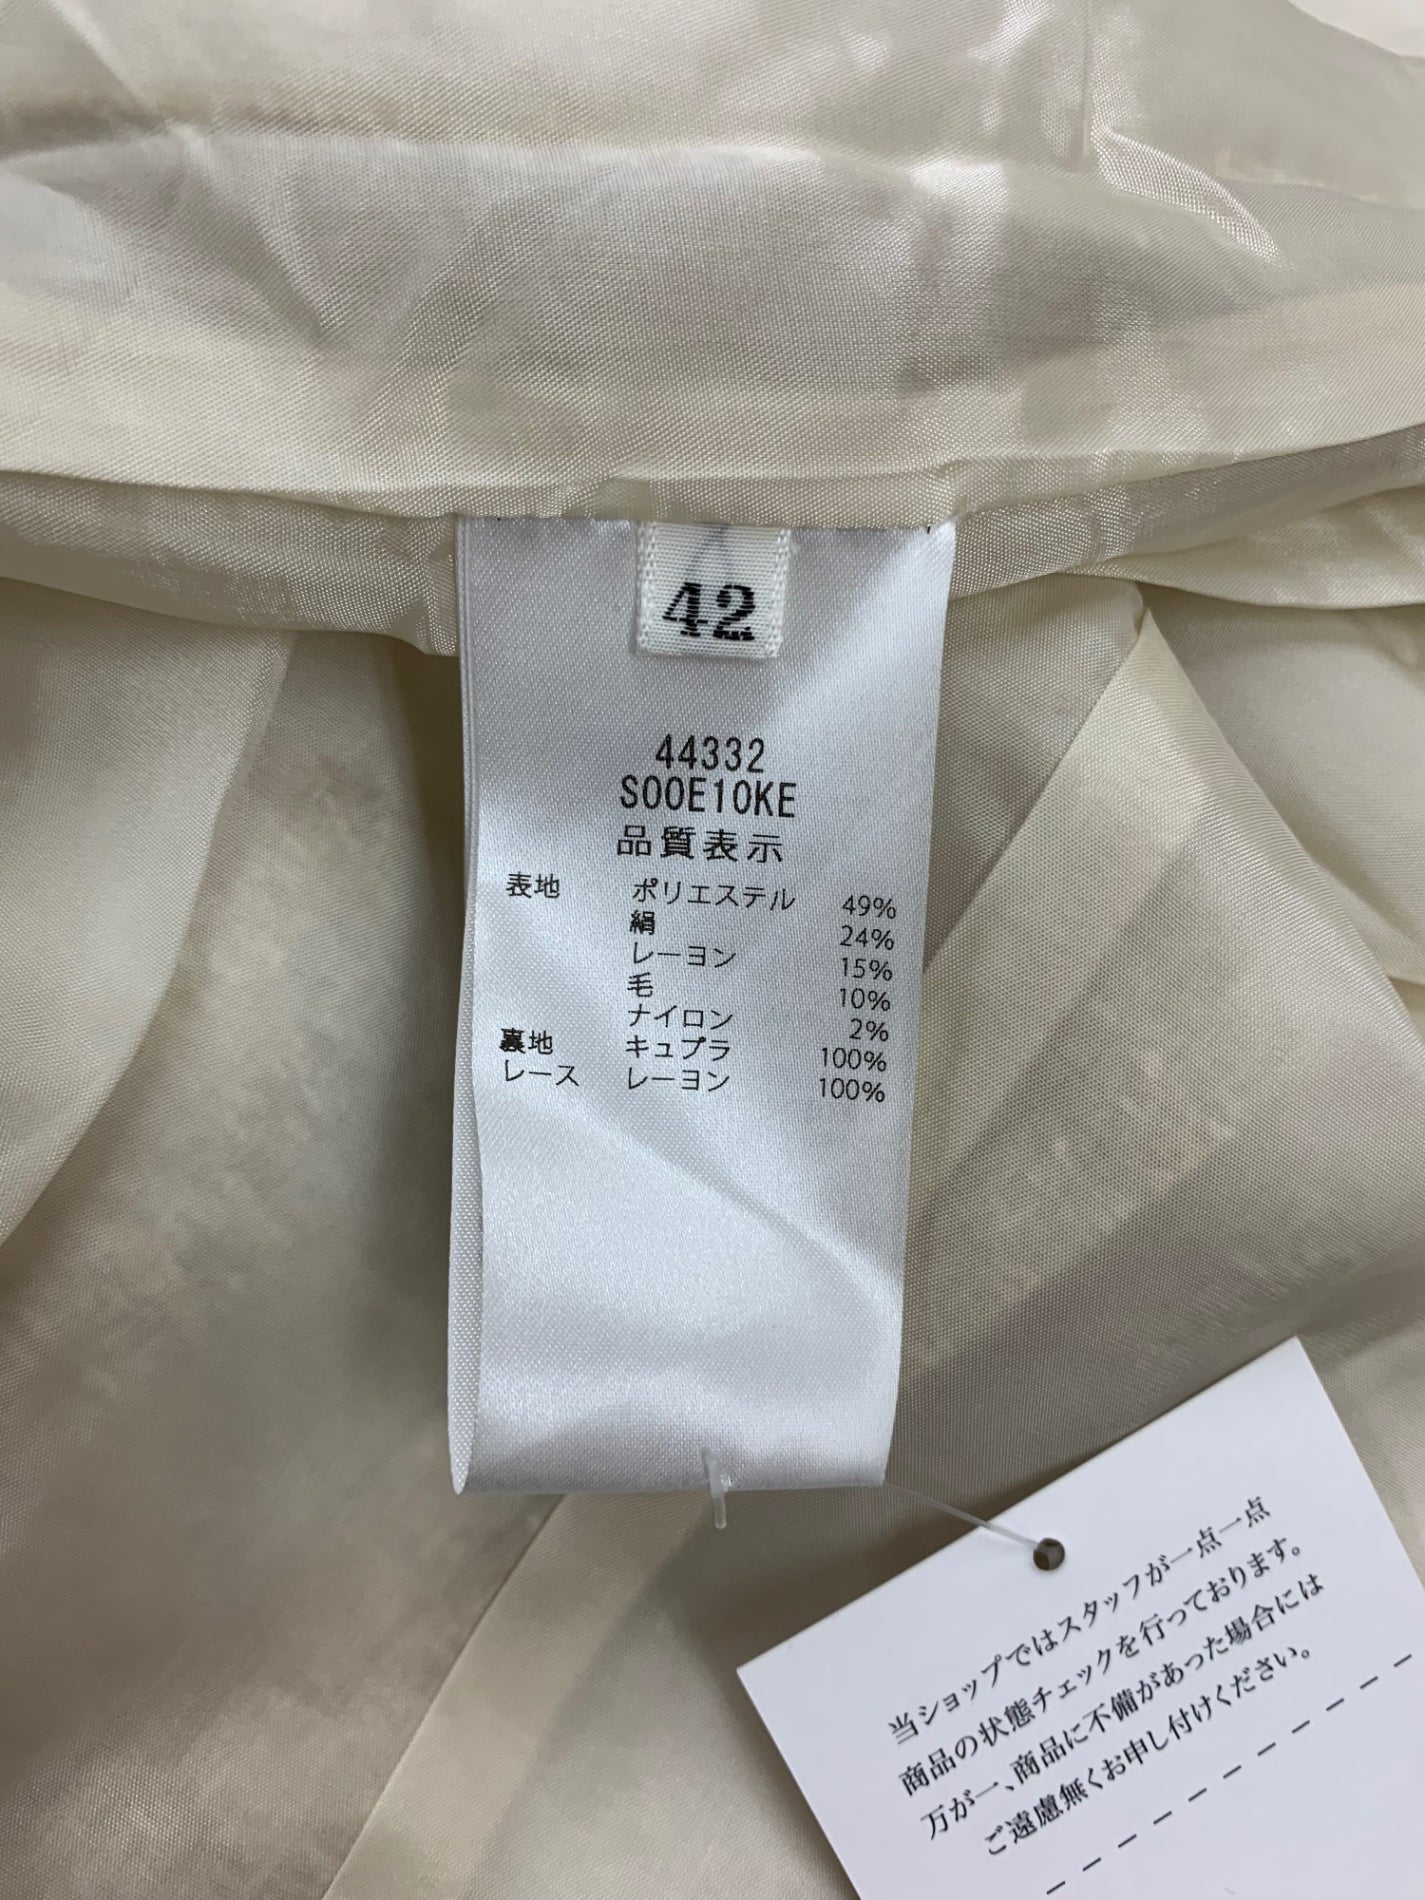 42
44332
S00E10KE
品質表示
表地 ポリエステル 49%
絹 24%
レーヨン 15%
毛 10%
ナイロン 2%
裏地 キュプラ 100%
レース レーヨン 100%
当ショップではスタッフが一点一点
商品の状態チェックを行っております。
万が一、商品に不備があった場合には
ご遠慮無くお申し付けください。